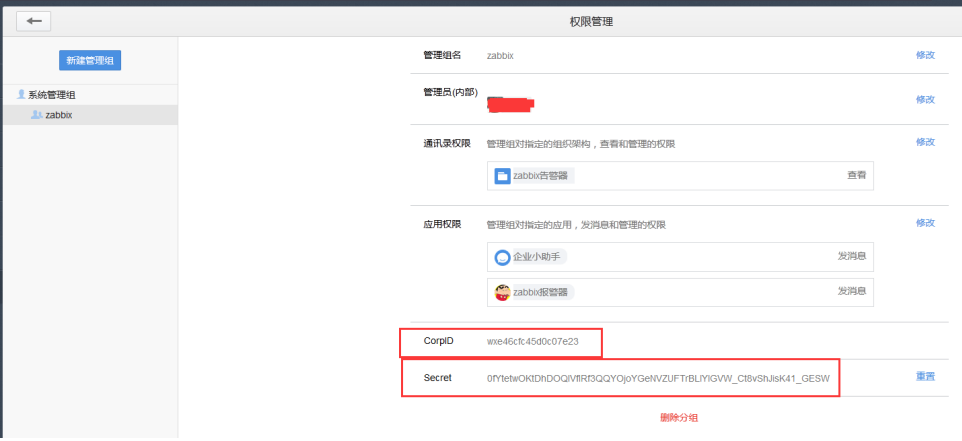 权限管理
新建管理组
系统管理组
zabbix
管理组名 zabbix 修改
管理员(内部) 修改
通讯录权限 管理组对指定的组织架构，查看和管理的权限 修改
zabbix告警器 查看
应用权限 管理组对指定的应用，发消息和管理的权限 修改
企业小助手 发消息
zabbix报警器 发消息
CorpID wxe46cfc45d0c07e23
Secret 0fYtetwOKtDhDOQIVfIRf3QQYOjoYGeNVZUFTrBLIYlGVW_Ct8vShJisK41_GESW 重置
删除分组